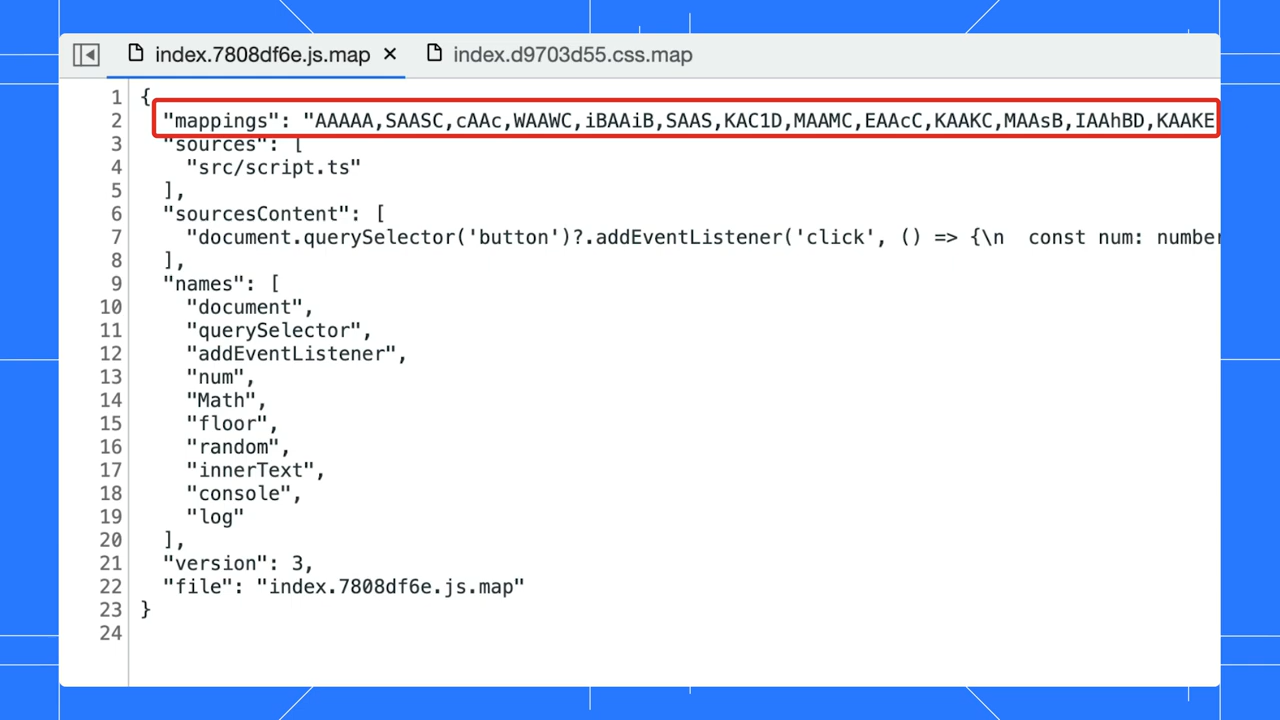 index.7808df6e.js.map × index.d9703d55.css.map
1 {
2 "mappings": "AAAAA,SAASC,cAAc,WAAWC,iBAAiB,SAAS,KAAC1D,MAAMC,EAAcC,KAAKC,MAAsB,IAAhBD,KAAKE
3 "sources": [
4 "src/script.ts"
5 ],
6 "sourcesContent": [
7 "document.querySelector('button')?.addEventListener('click', () => {\n  const num: number
8 ],
9 "names": [
10 "document",
11 "querySelector",
12 "addEventListener",
13 "num",
14 "Math",
15 "floor",
16 "random",
17 "innerText",
18 "console",
19 "log"
20 ],
21 "version": 3,
22 "file": "index.7808df6e.js.map"
23 }
24